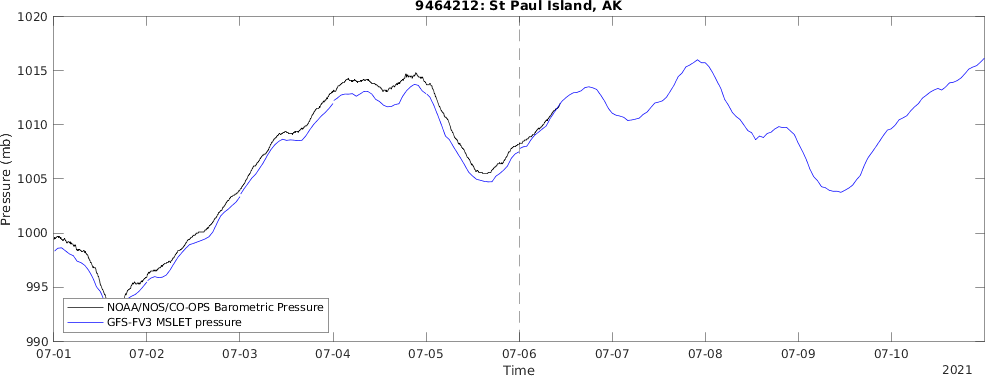 9464212: St Paul Island, AK
Pressure (mb)
1020
1015
1010
1005
1000
995
990
NOAA/NOS/CO-OPS Barometric Pressure
GFS-FV3 MSLET pressure
07-01 07-02 07-03 07-04 07-05 07-06 07-07 07-08 07-09 07-10
Time
2021